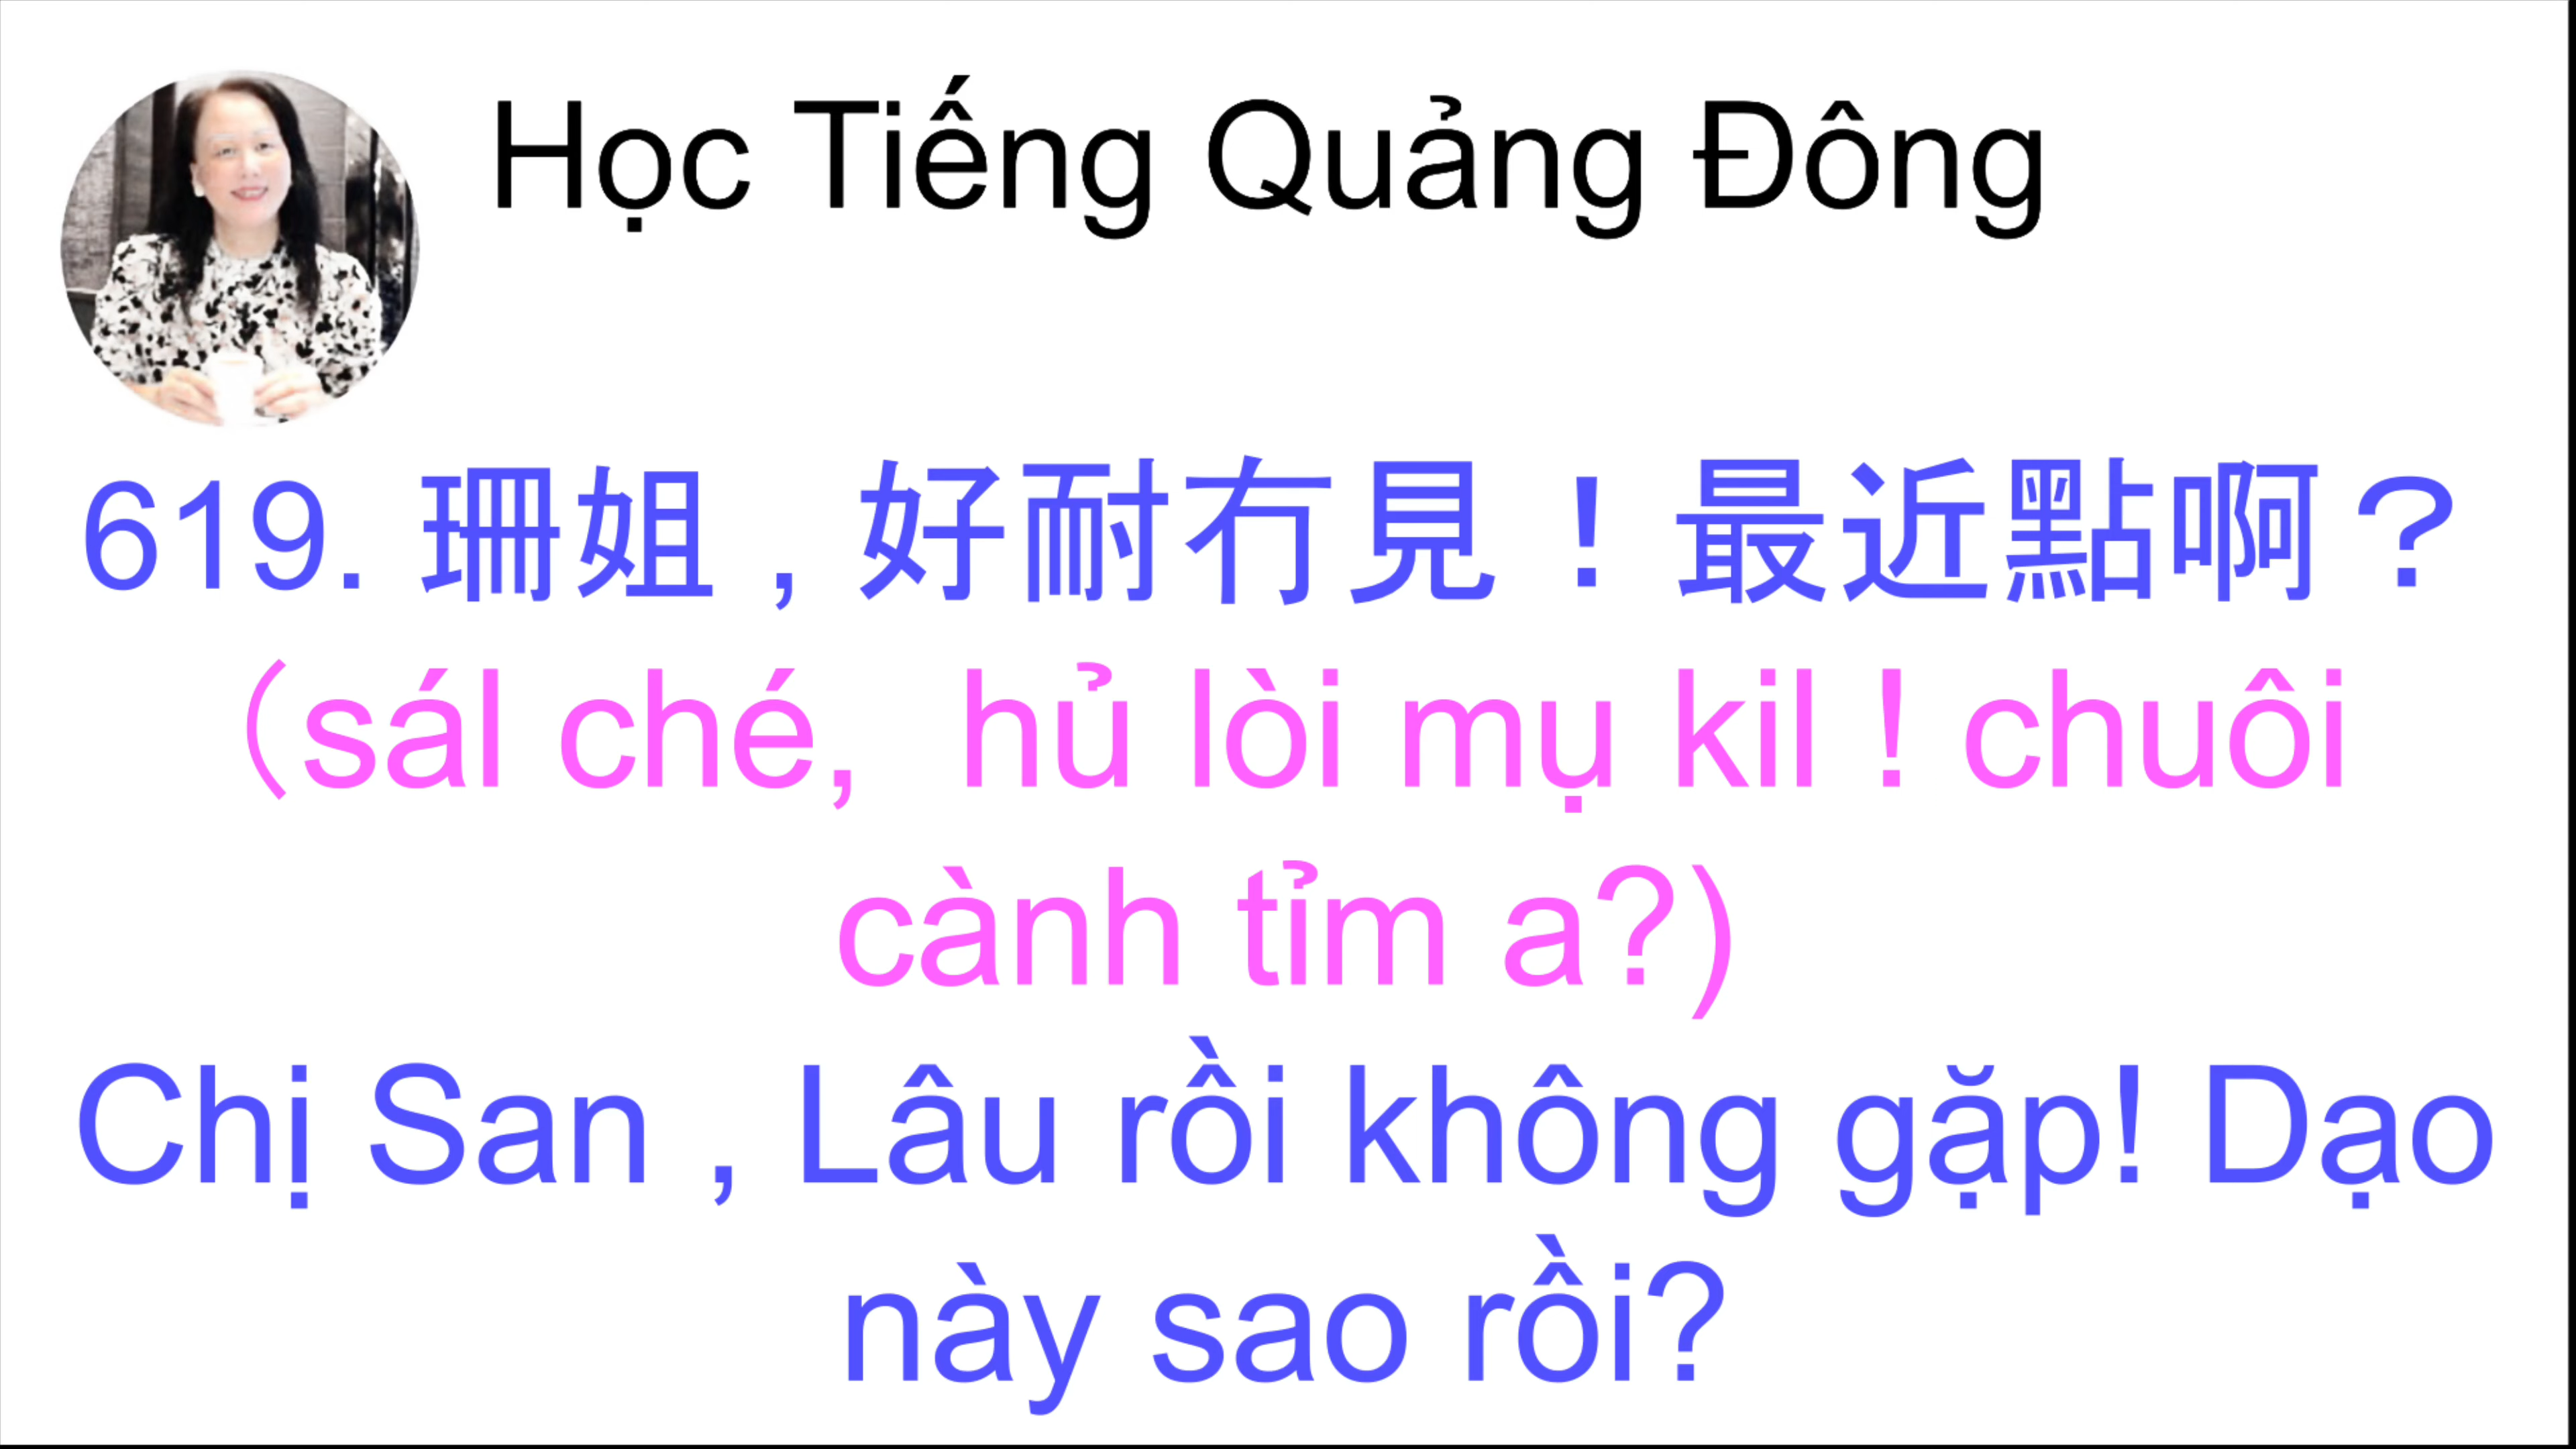 Học Tiếng Quảng Đông
619. 珊姐，好耐冇見！最近點啊？
(sál ché, hủ lòi mụ kil ! chuôi
cành tỉm a?)
Chị San , Lâu rồi không gặp! Dạo
này sao rồi?